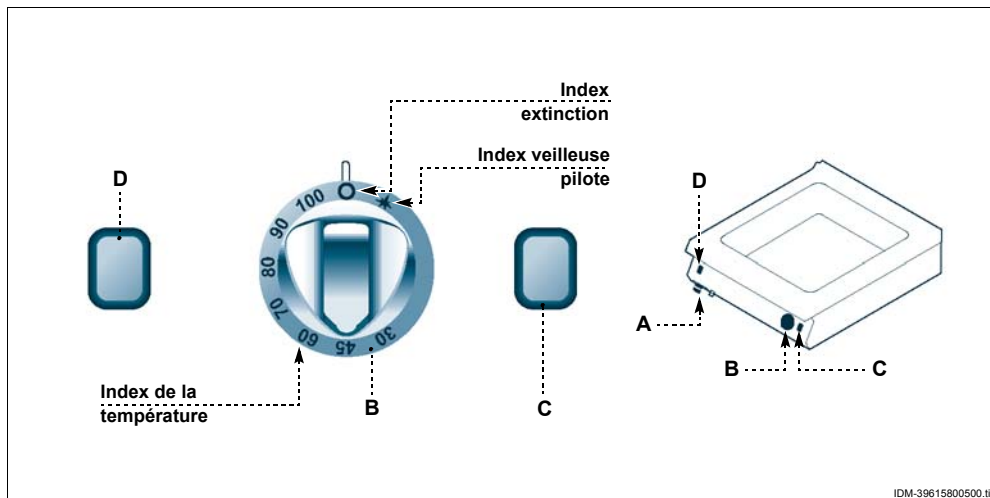 Index
extinction
Index veilleuse
pilote
D
100
90
80
70
60
45
30
Index de la
température
B
C
D
A
B
C
IDM-39615800500.ti